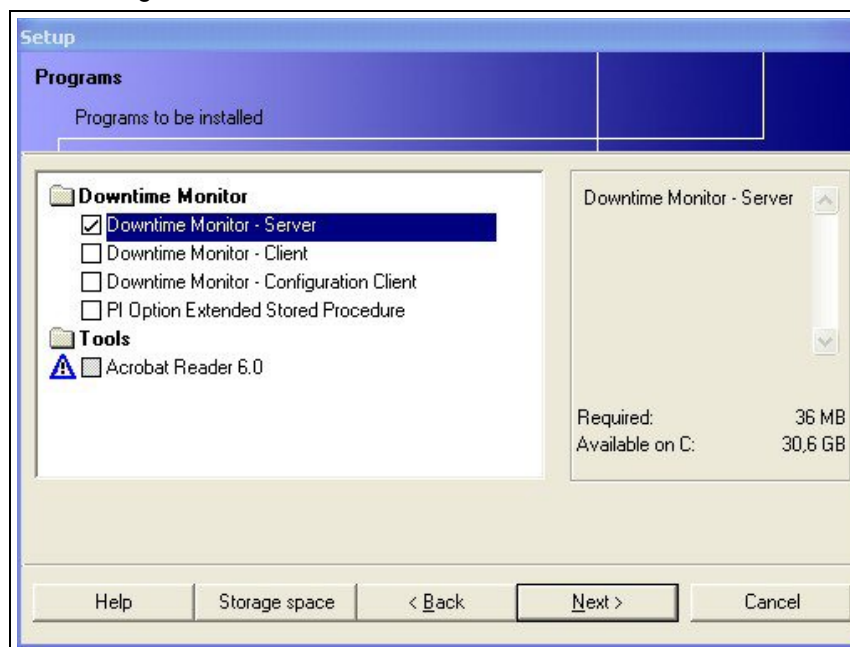 Setup
Programs
Programs to be installed
Downtime Monitor
Downtime Monitor - Server
Downtime Monitor - Client
Downtime Monitor - Configuration Client
PI Option Extended Stored Procedure
Tools
Acrobat Reader 6.0
Downtime Monitor - Server
Required: 36 MB
Available on C: 30,6 GB
Help Storage space < Back Next > Cancel